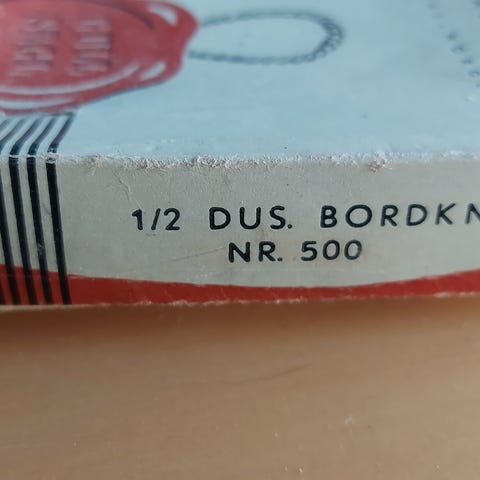 1/2 DUS. BORDKN
NR. 500